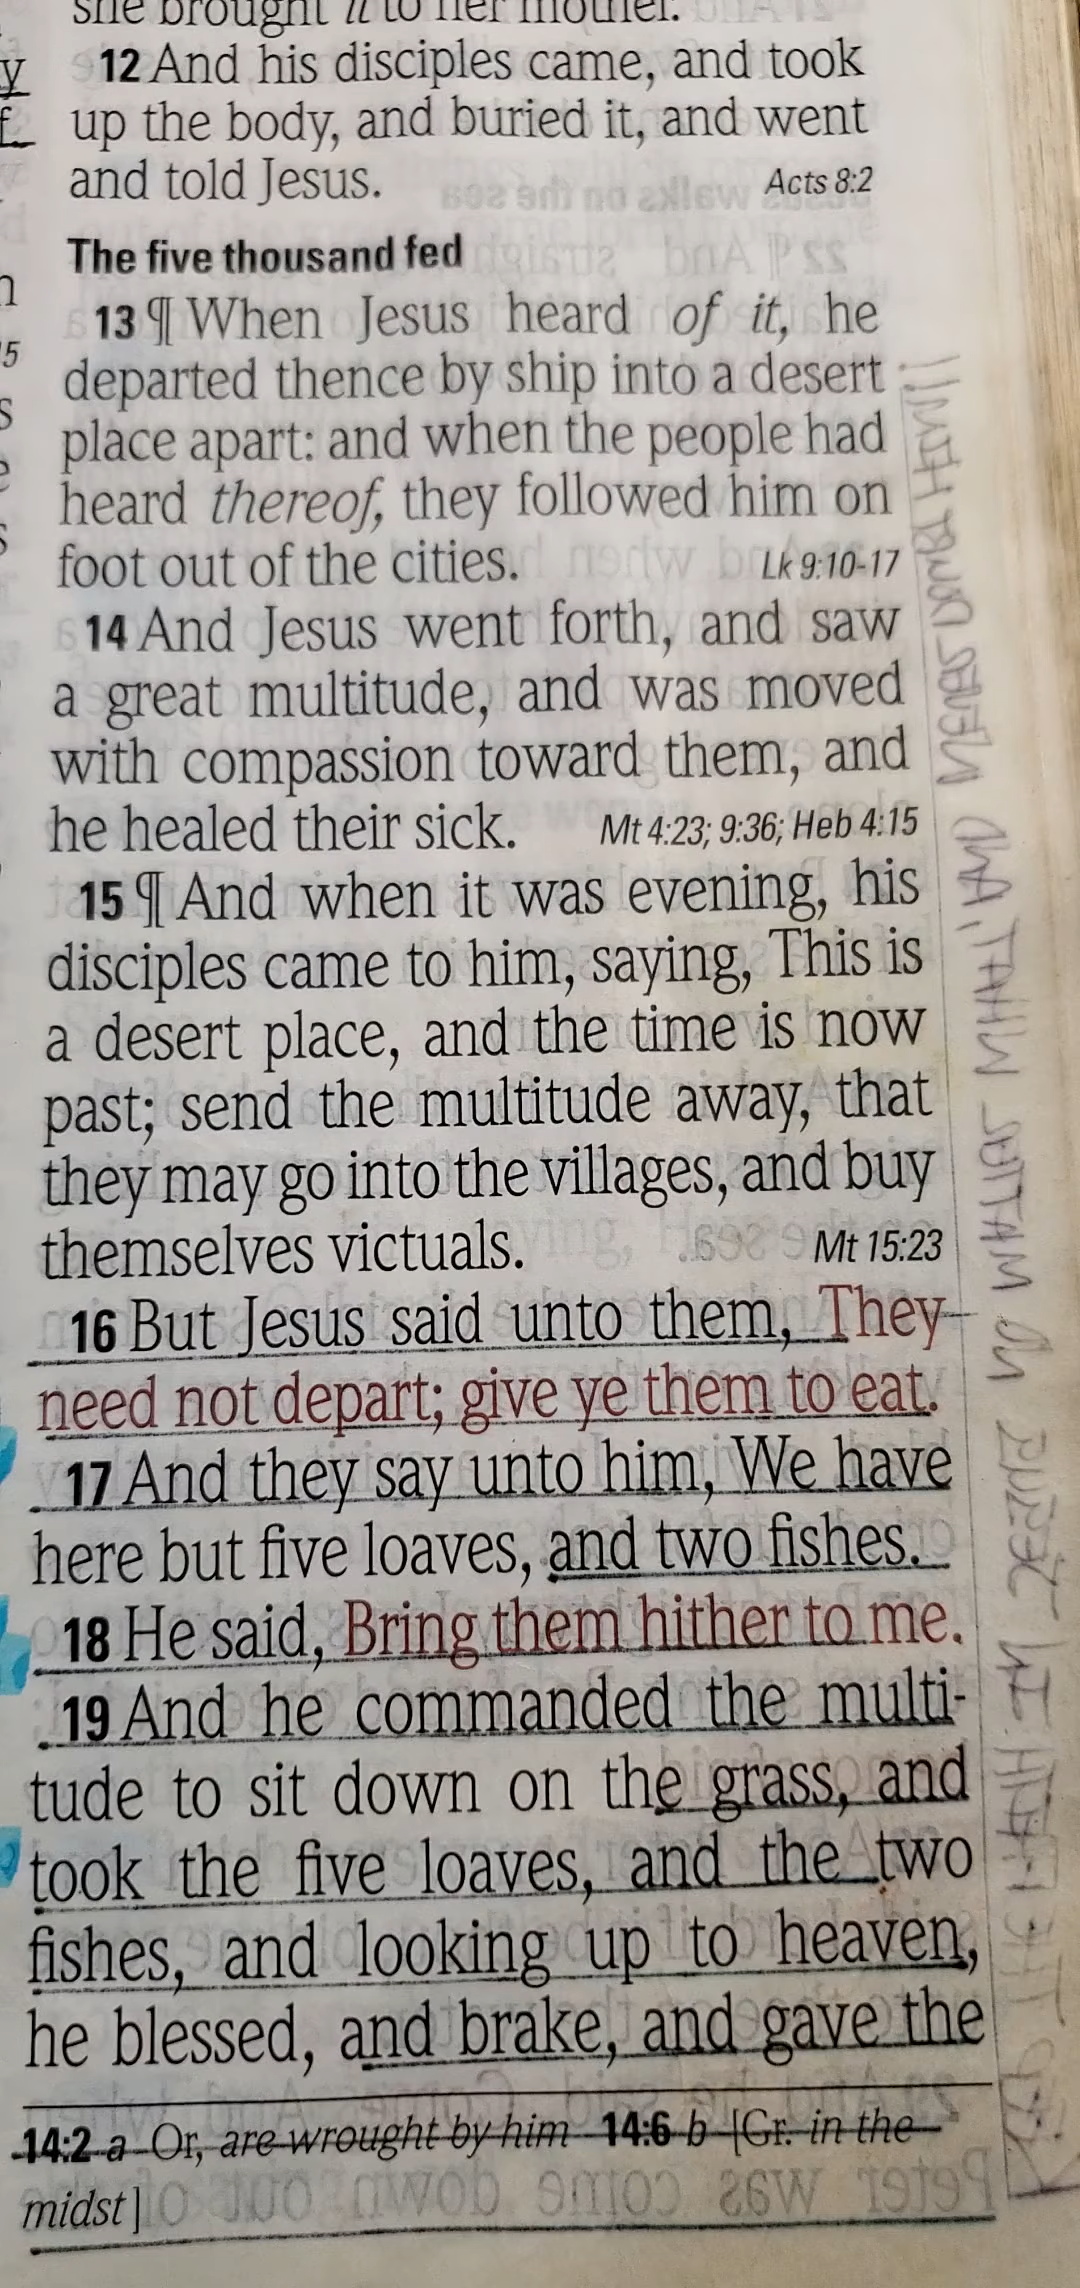 she brought it to her mother.
12 And his disciples came, and took
up the body, and buried it, and went
and told Jesus. Acts 8:2
The five thousand fed
13 ¶ When Jesus heard of it, he
departed thence by ship into a desert
place apart: and when the people had
heard thereof, they followed him on
foot out of the cities. Lk 9:10-17
14 And Jesus went forth, and saw
a great multitude, and was moved
with compassion toward them, and
he healed their sick. Mt 4:23; 9:36; Heb 4:15
15 ¶ And when it was evening, his
disciples came to him, saying, This is
a desert place, and the time is now
past; send the multitude away, that
they may go into the villages, and buy
themselves victuals. Mt 15:23
16 But Jesus said unto them, They
need not depart; give ye them to eat.
17 And they say unto him, We have
here but five loaves, and two fishes.
18 He said, Bring them hither to me.
19 And he commanded the multi-
tude to sit down on the grass, and
took the five loaves, and the two
fishes, and looking up to heaven,
he blessed, and brake, and gave the
14:2 a Or, are wrought by him 14:6 b [Gr. in the
midst]